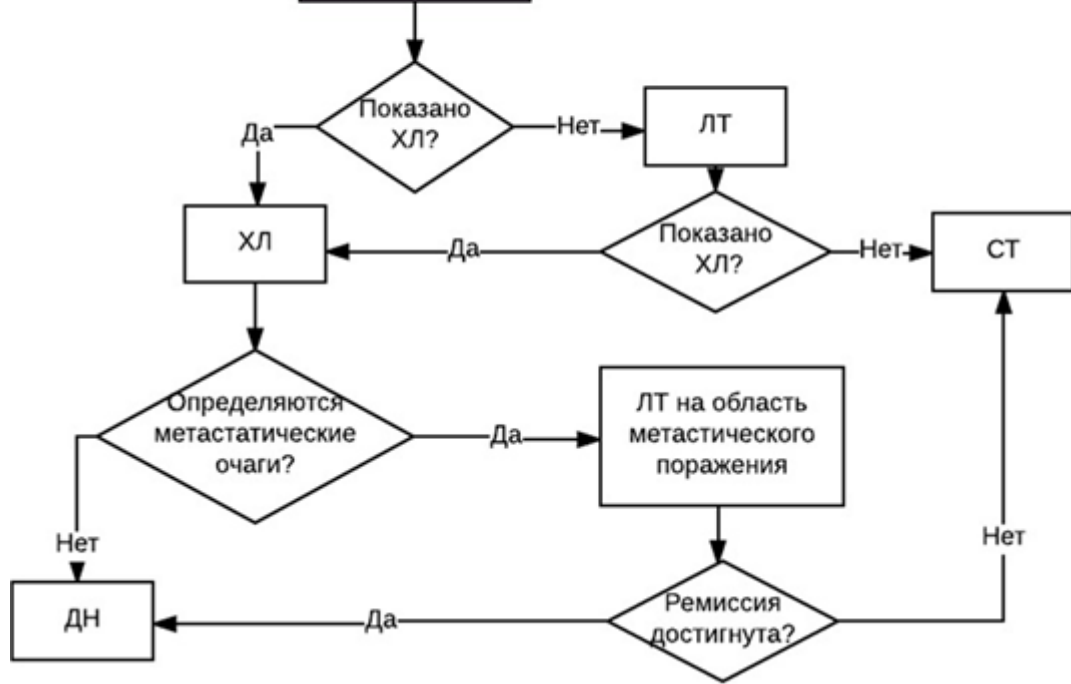 Показано
ХЛ?
Да
Нет
ЛТ
ХЛ
Да
Показано
ХЛ?
Нет
СТ
Определяются
метастатические
очаги?
Да
ЛТ на область
метастического
поражения
Нет
Нет
ДН
Да
Ремиссия
достигнута?